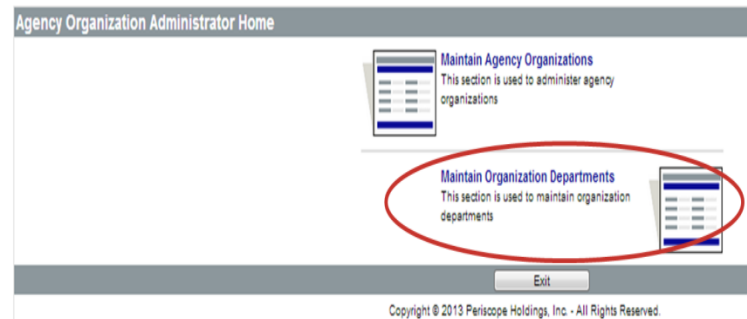 Agency Organization Administrator Home
Maintain Agency Organizations
This section is used to administer agency
organizations
Maintain Organization Departments
This section is used to maintain organization
departments
Exit
Copyright © 2013 Periscope Holdings, Inc. - All Rights Reserved.